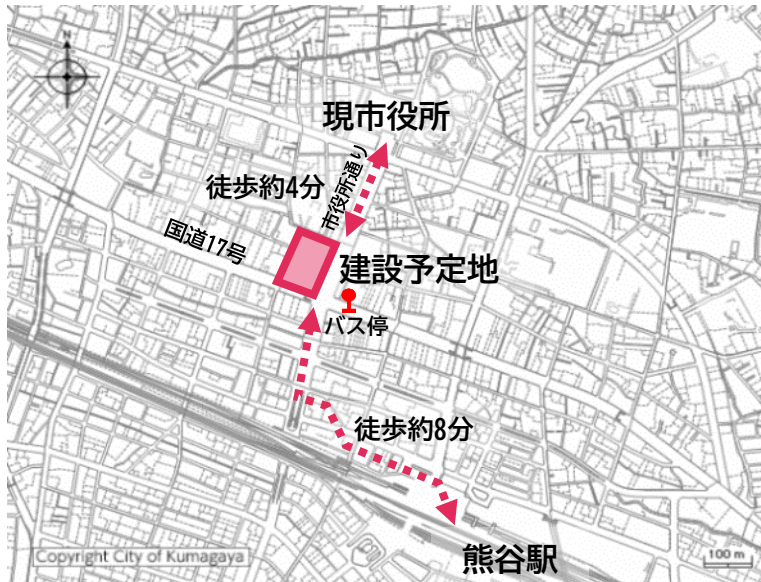 N
現市役所
徒歩約4分
市役所通り
国道17号
建設予定地
バス停
徒歩約8分
熊谷駅
Copyright City of Kumagaya
100 m